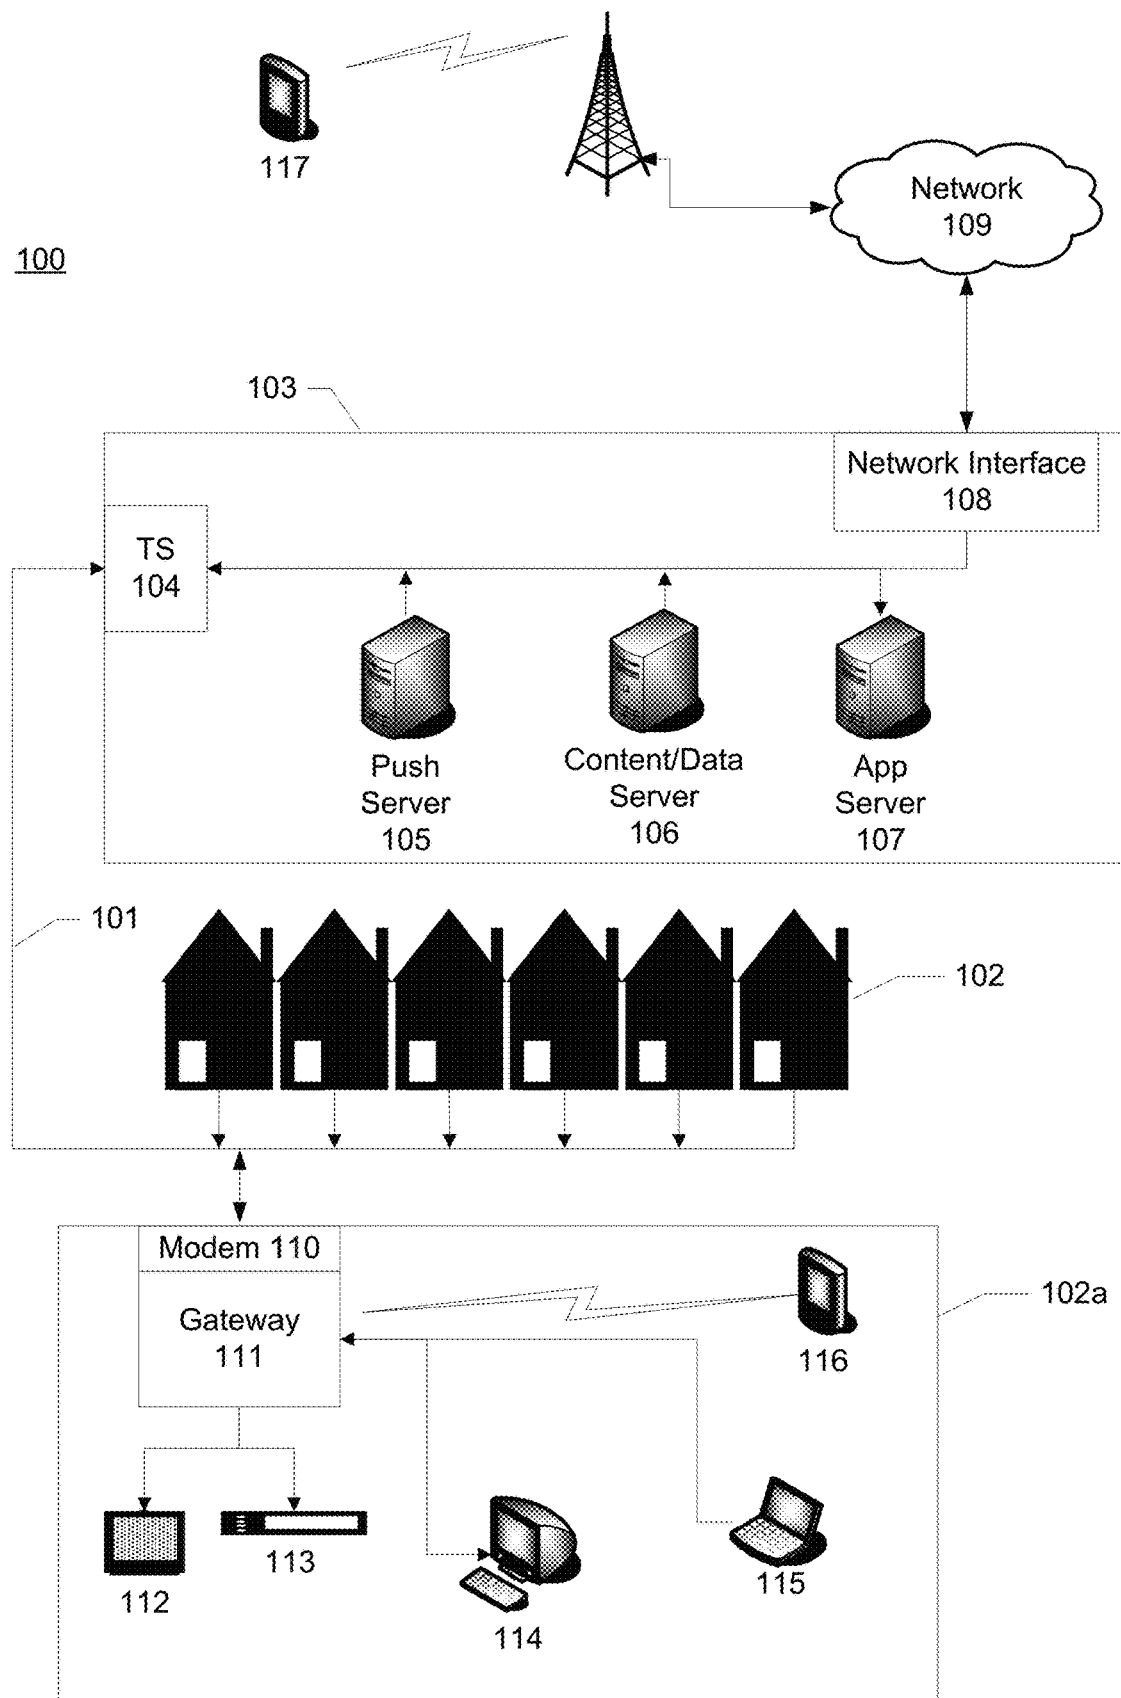 117
Network
109
100
103
Network Interface
108
TS
104
Push
Server
105
Content/Data
Server
106
App
Server
107
101
102
Modem 110
Gateway
111
116
102a
112
113
114
115